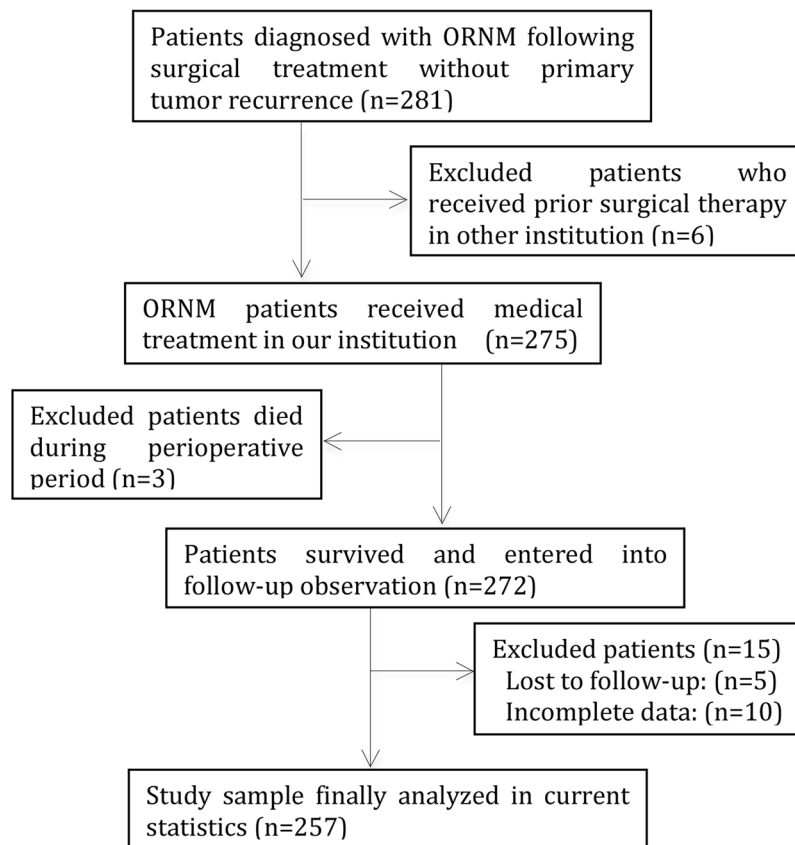 Patients diagnosed with ORNM following
surgical treatment without primary
tumor recurrence (n=281)
Excluded patients who
received prior surgical therapy
in other institution (n=6)
ORNM patients received medical
treatment in our institution (n=275)
Excluded patients died
during perioperative
period (n=3)
Patients survived and entered into
follow-up observation (n=272)
Excluded patients (n=15)
Lost to follow-up: (n=5)
Incomplete data: (n=10)
Study sample finally analyzed in current
statistics (n=257)